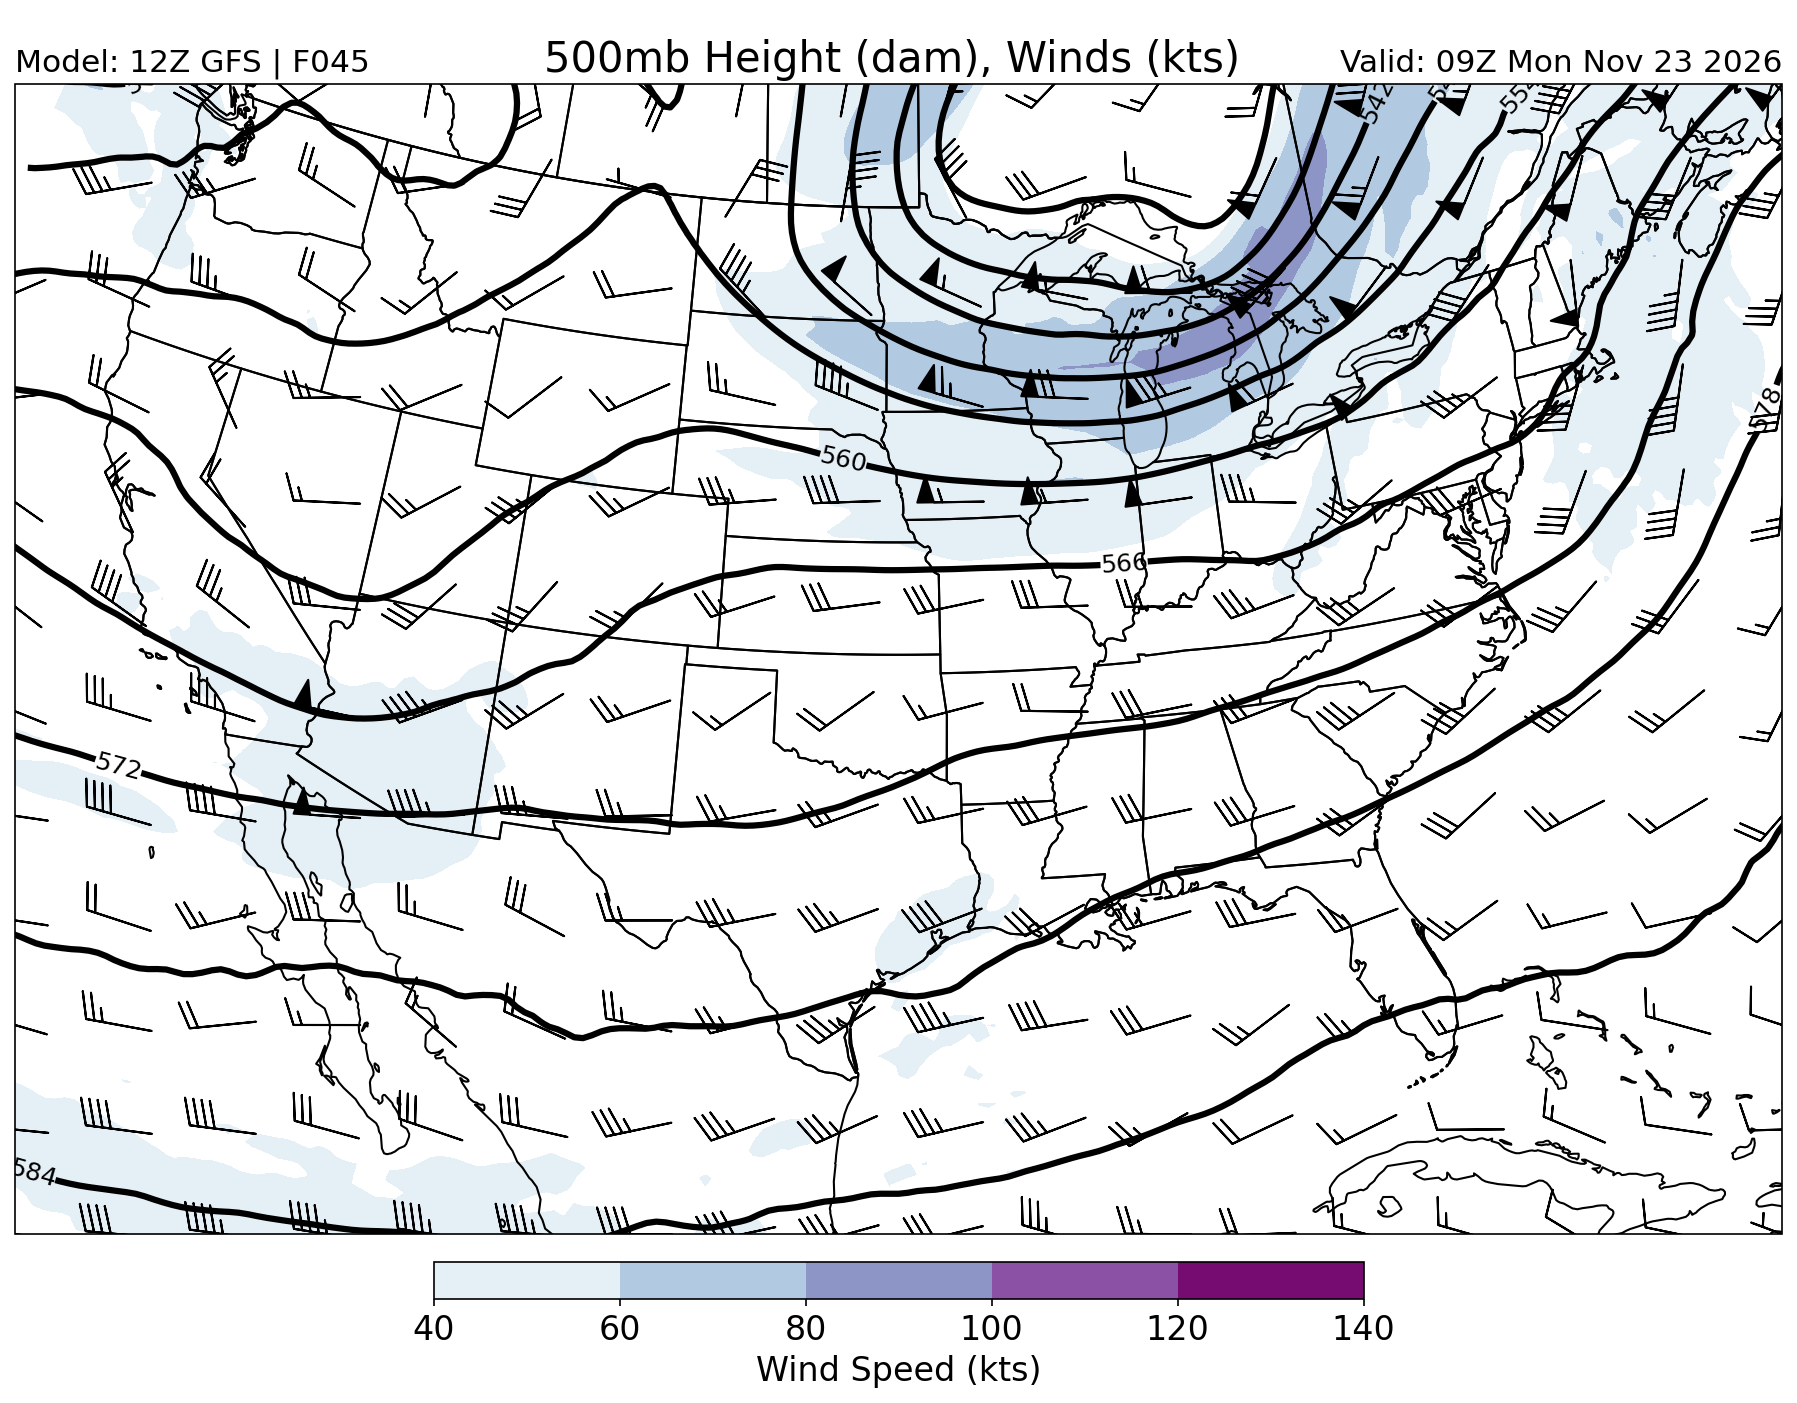 Model: 12Z GFS | F045
500mb Height (dam), Winds (kts)
Valid: 09Z Mon Nov 23 2026
542
554
578
560
566
572
584
40 60 80 100 120 140
Wind Speed (kts)